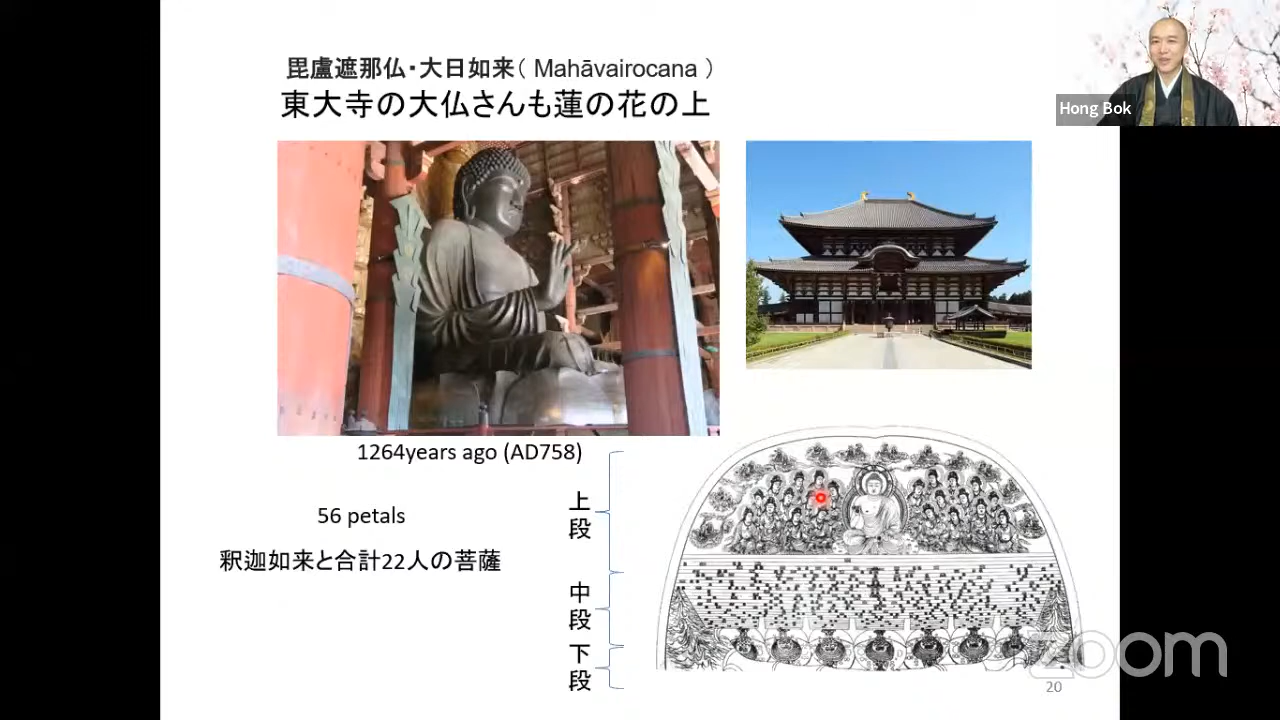 毘盧遮那仏・大日如来( Mahāvairocana )
東大寺の大仏さんも蓮の花の上
Hong Bok
1264years ago (AD758)
56 petals
釈迦如来と合計22人の菩薩
上段
中段
下段
zoom
20